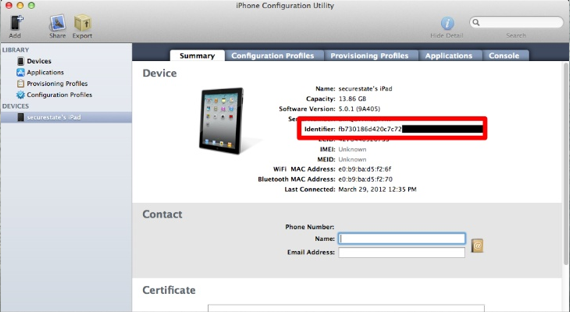 iPhone Configuration Utility
Add
Share
Export
Hide Detail
Search
LIBRARY
Devices
Applications
Provisioning Profiles
Configuration Profiles
DEVICES
securestate's iPad
Summary
Configuration Profiles
Provisioning Profiles
Applications
Console
Device
Name: securestate's iPad
Capacity: 13.86 GB
Software Version: 5.0.1 (9A405)
Identifier: fb730186d420c7c72
IMEI: Unknown
MEID: Unknown
WiFi MAC Address: e0:b9:ba:d5:f2:6f
Bluetooth MAC Address: e0:b9:ba:d5:f2:70
Last Connected: March 29, 2012 12:35 PM
Contact
Phone Number:
Name:
Email Address:
Certificate